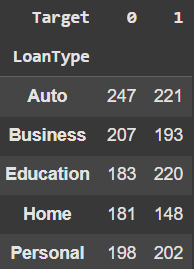 Target 0 1
LoanType
Auto 247 221
Business 207 193
Education 183 220
Home 181 148
Personal 198 202